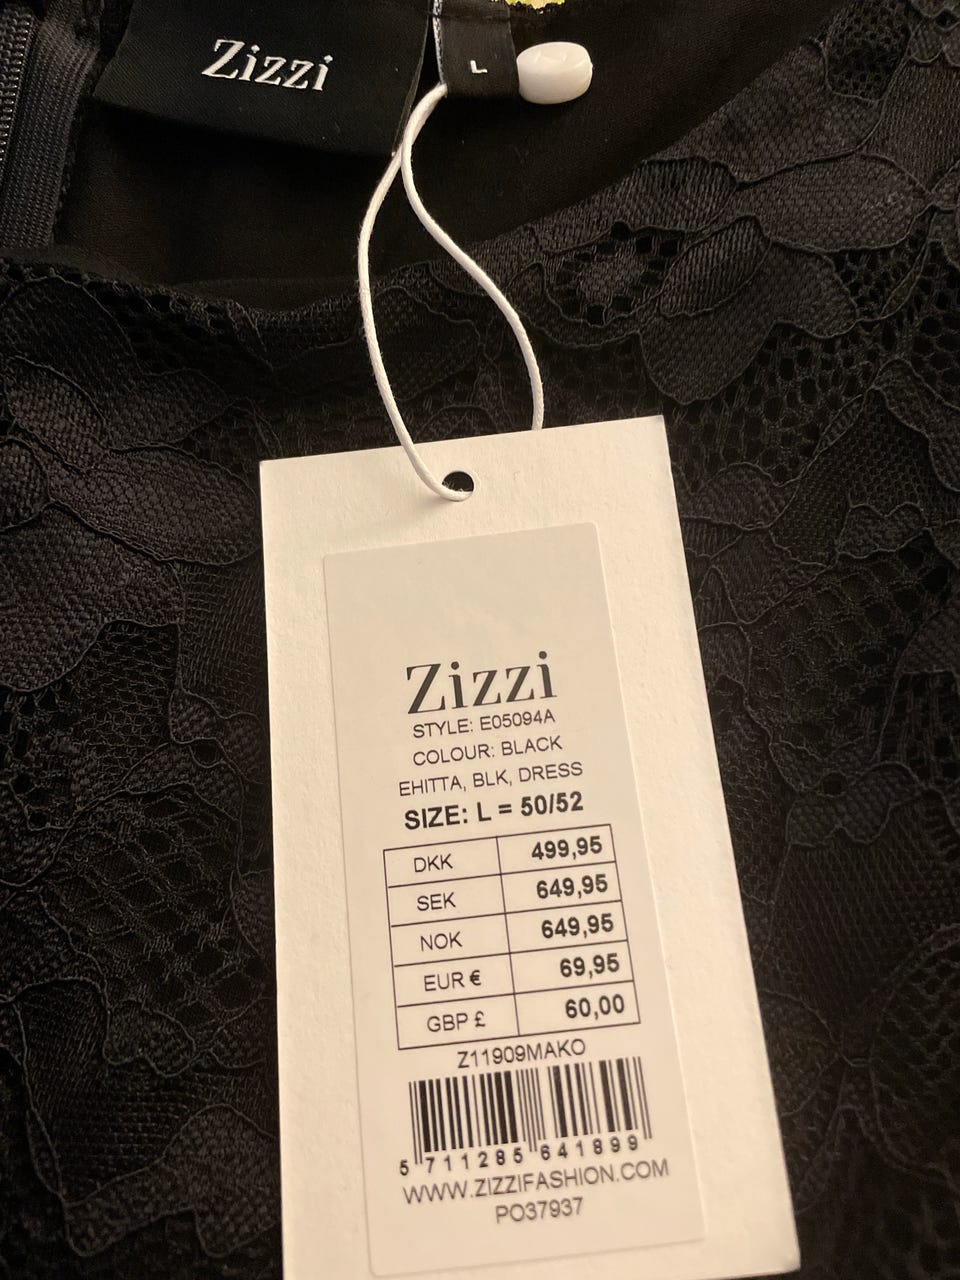 Zizzi
L
Zizzi
STYLE: E05094A
COLOUR: BLACK
EHITTA, BLK, DRESS
SIZE: L = 50/52
DKK 499,95
SEK 649,95
NOK 649,95
EUR € 69,95
GBP £ 60,00
Z11909MAKO
5 711285 641899
WWW.ZIZZIFASHION.COM
PO37937